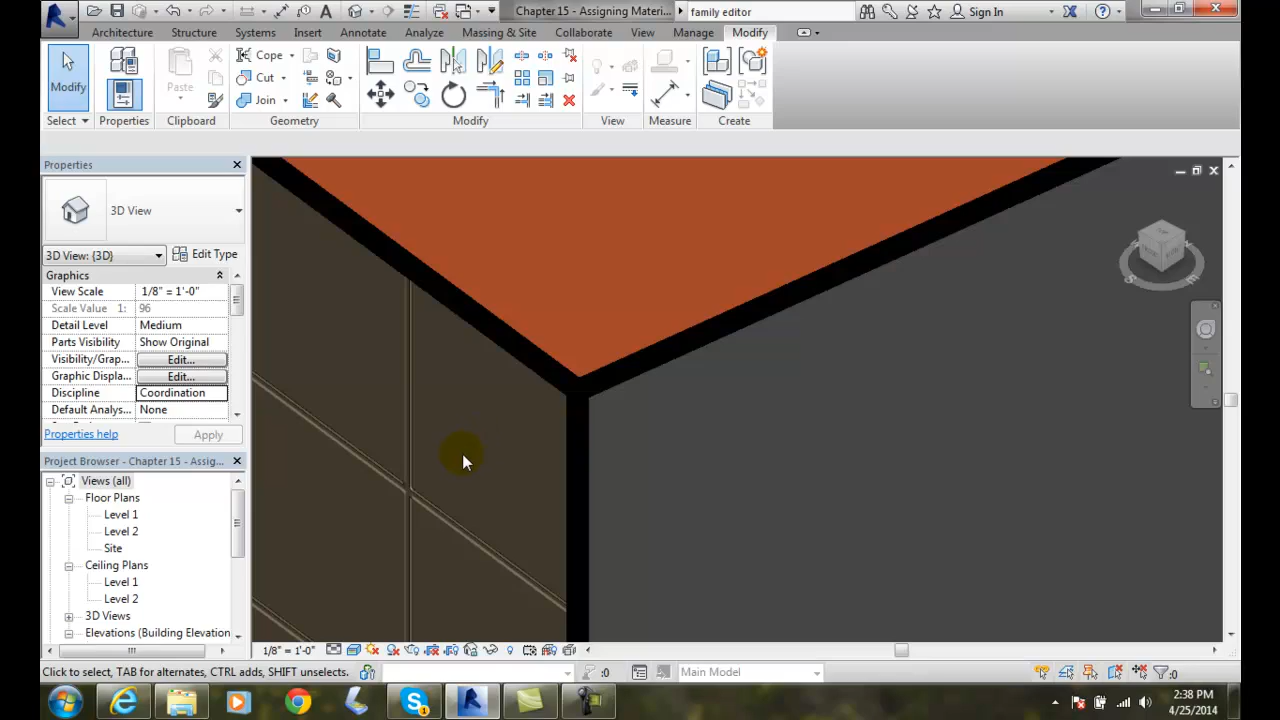 Chapter 15 - Assigning Materi...
family editor
Sign In
Architecture Structure Systems Insert Annotate Analyze Massing & Site Collaborate View Manage Modify
Modify
Paste
Cope
Cut
Join
Select Properties Clipboard Geometry Modify View Measure Create
Properties
3D View
3D View: {3D} Edit Type
Graphics
View Scale 1/8" = 1'-0"
Scale Value 1: 96
Detail Level Medium
Parts Visibility Show Original
Visibility/Grap... Edit...
Graphic Displa... Edit...
Discipline Coordination
Default Analys... None
Properties help Apply
Project Browser - Chapter 15 - Assig...
Views (all)
Floor Plans
Level 1
Level 2
Site
Ceiling Plans
Level 1
Level 2
3D Views
Elevations (Building Elevation
1/8" = 1'-0"
Click to select, TAB for alternates, CTRL adds, SHIFT unselects.
:0
Main Model
:0
2:38 PM
4/25/2014